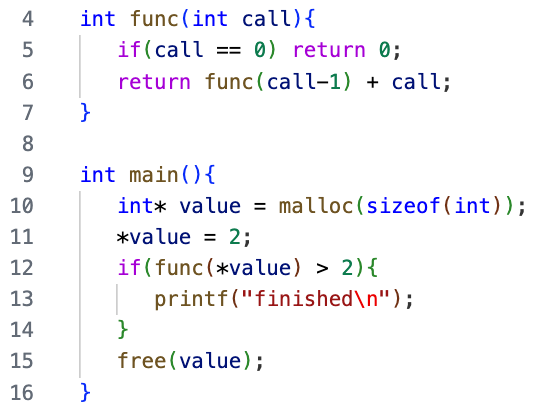 4 int func(int call){
5 if(call == 0) return 0;
6 return func(call-1) + call;
7 }
8
9 int main(){
10 int* value = malloc(sizeof(int));
11 *value = 2;
12 if(func(*value) > 2){
13 printf("finished\n");
14 }
15 free(value);
16 }